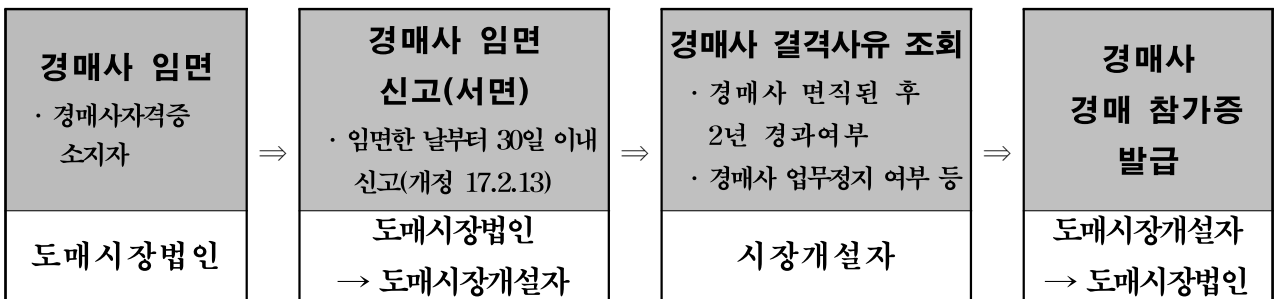 경매사 임면
· 경매사자격증
소지자
도매시장법인
⇒
경매사 임면
신고(서면)
· 임면한 날부터 30일 이내
신고(개정 17.2.13)
도매시장법인
→ 도매시장개설자
⇒
경매사 결격사유 조회
· 경매사 면직된 후
2년 경과여부
· 경매사 업무정지 여부 등
시장개설자
⇒
경매사
경매 참가증
발급
도매시장개설자
→ 도매시장법인